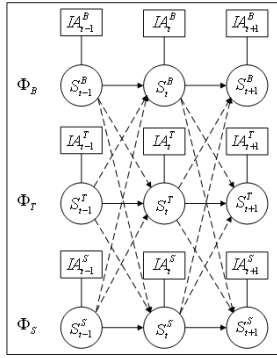 IA^B_{t-1} IA^B_t IA^B_{t+1}
Φ_B S^B_{t-1} S^B_t S^B_{t+1}
IA^T_{t-1} IA^T_t IA^T_{t+1}
Φ_T S^T_{t-1} S^T_t S^T_{t+1}
IA^S_{t-1} IA^S_t IA^S_{t+1}
Φ_S S^S_{t-1} S^S_t S^S_{t+1}